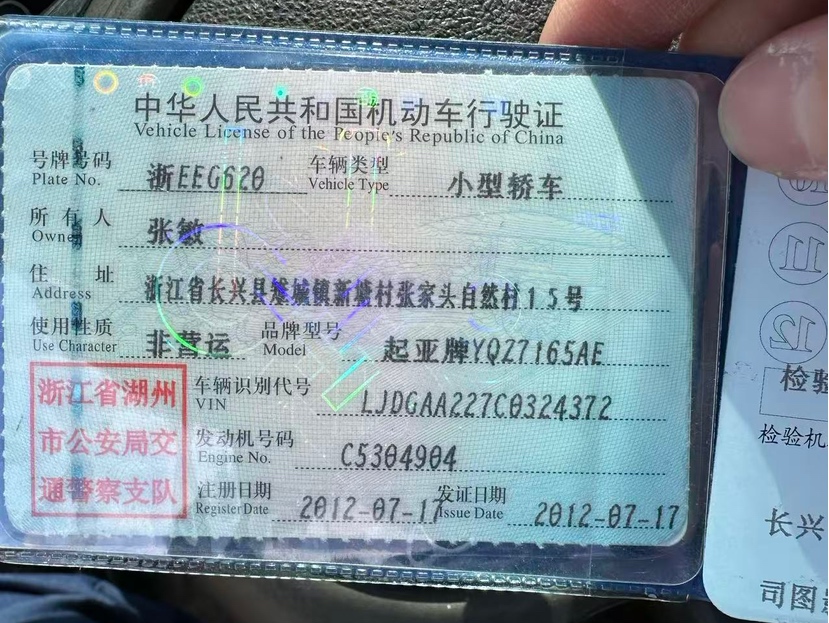 中华人民共和国机动车行驶证
Vehicle License of the People's Republic of China
号牌号码 浙EEG620 车辆类型 小型轿车
Plate No. Vehicle Type
所有人 张敏
Owner
住址 浙江省长兴县雉城镇新塘村张家头自然村15号
Address
使用性质 非营运 品牌型号 起亚牌YQZ7165AE
Use Character Model
浙江省湖州
市公安局交
通警察支队
车辆识别代号 LJDGAA227C0324372
VIN
发动机号码 C5304904
Engine No.
注册日期 2012-07-17 发证日期 2012-07-17
Register Date Issue Date
11
12
检验
检验机
长兴
司图